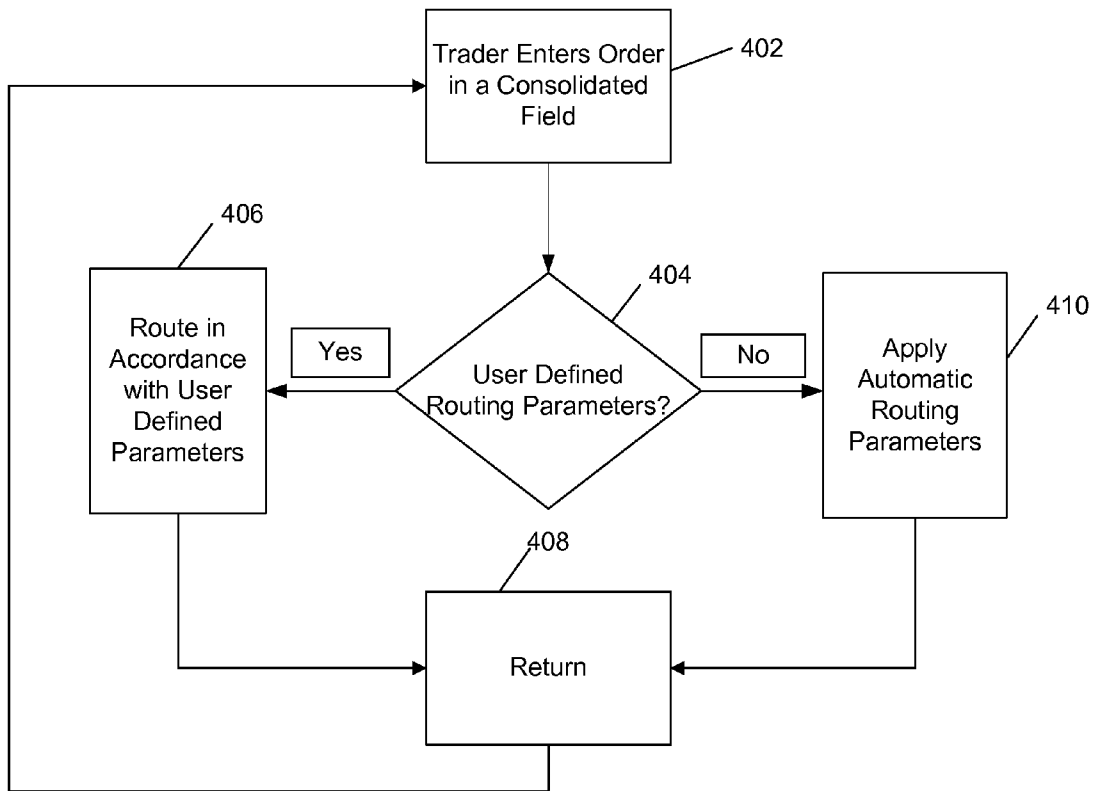 Trader Enters Order
in a Consolidated
Field
402
406
404
410
Route in
Accordance
with User
Defined
Parameters
Yes
User Defined
Routing Parameters?
No
Apply
Automatic
Routing
Parameters
408
Return